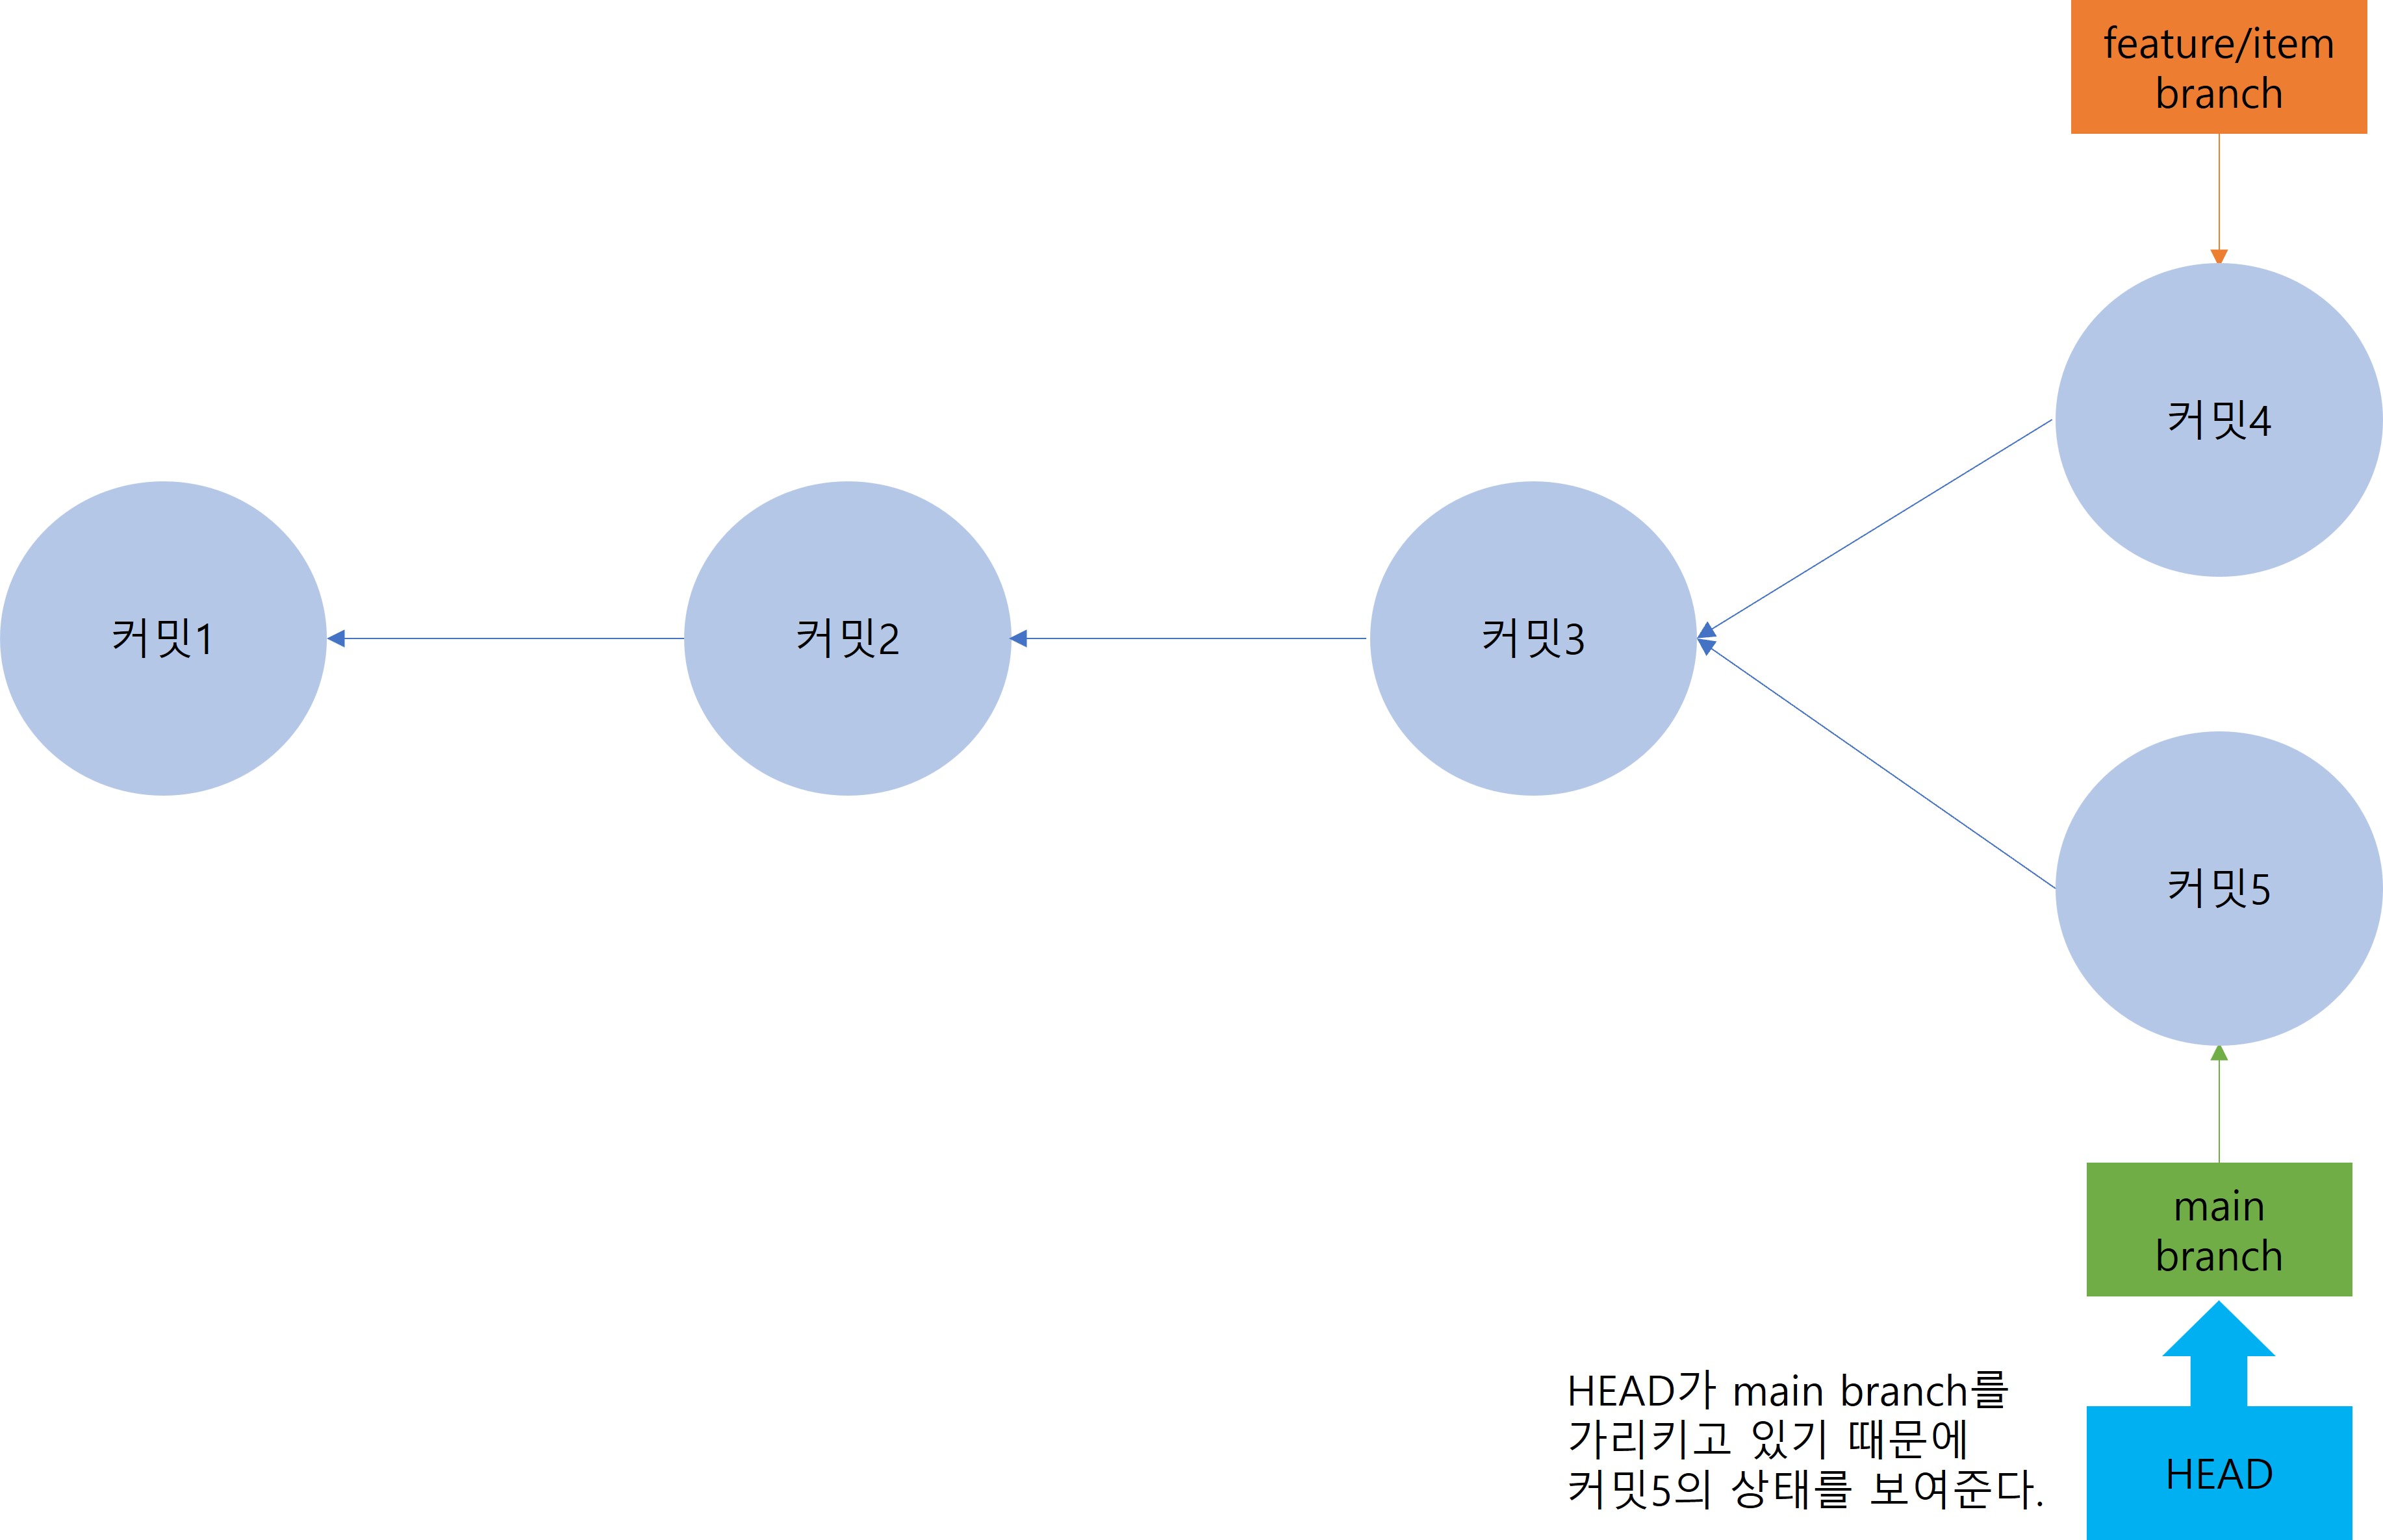 feature/item
branch
커밋4
커밋1
커밋2
커밋3
커밋5
main
branch
HEAD가 main branch를
가리키고 있기 때문에
커밋5의 상태를 보여준다.
HEAD